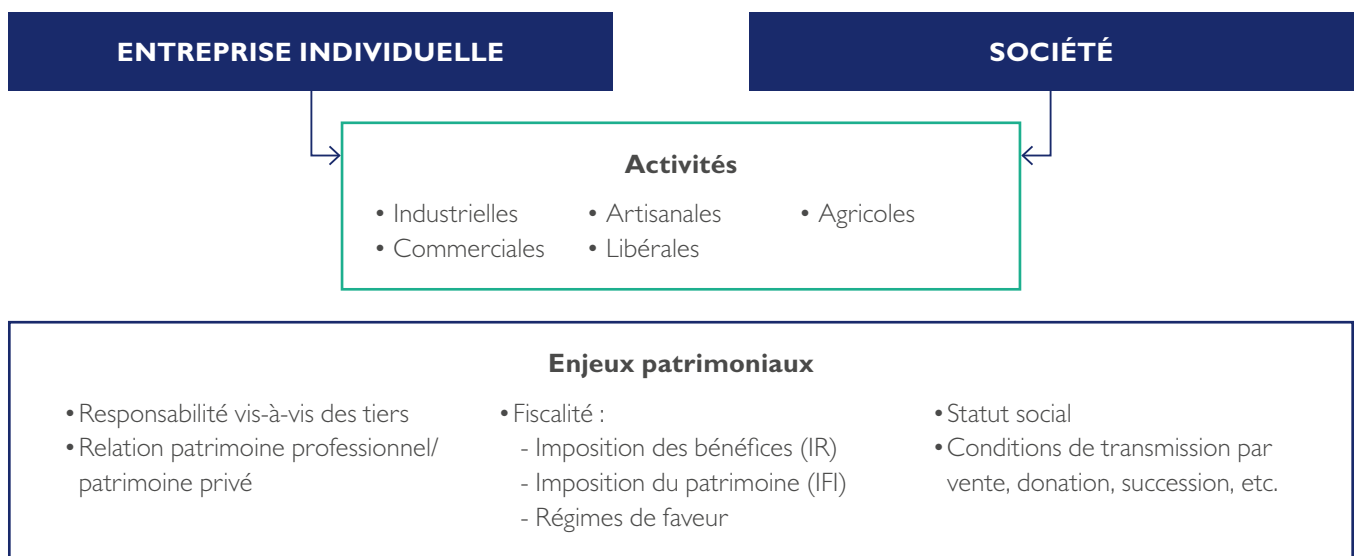 ENTREPRISE INDIVIDUELLE
SOCIÉTÉ
Activités
• Industrielles
• Commerciales
• Artisanales
• Libérales
• Agricoles
Enjeux patrimoniaux
• Responsabilité vis-à-vis des tiers
• Relation patrimoine professionnel/
patrimoine privé
• Fiscalité :
- Imposition des bénéfices (IR)
- Imposition du patrimoine (IFI)
- Régimes de faveur
• Statut social
• Conditions de transmission par
vente, donation, succession, etc.